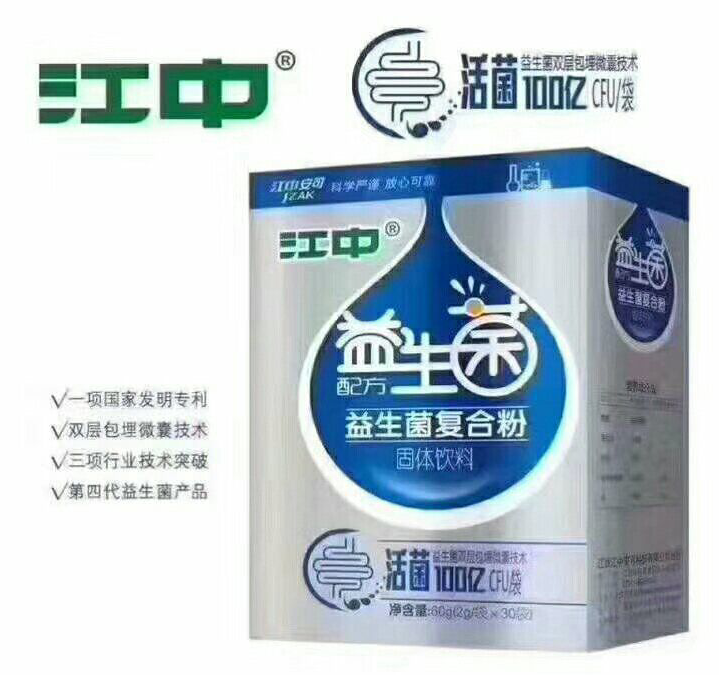 江中®
益生菌双层包埋微囊技术
活菌100亿CFU/袋
江中安可 科学严谨 放心可靠
JZAK
江中®
益生菌
配方
益生菌复合粉
固体饮料
益生菌双层包埋微囊技术
活菌100亿CFU/袋
净含量:60g(2g/袋×30袋)
益生菌
配方
益生菌复合粉
√一项国家发明专利
√双层包埋微囊技术
√三项行业技术突破
√第四代益生菌产品